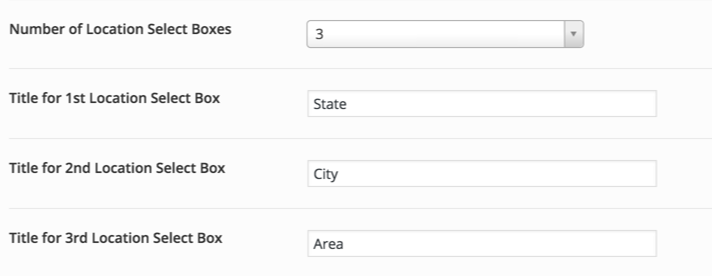 Number of Location Select Boxes 3
Title for 1st Location Select Box State
Title for 2nd Location Select Box City
Title for 3rd Location Select Box Area